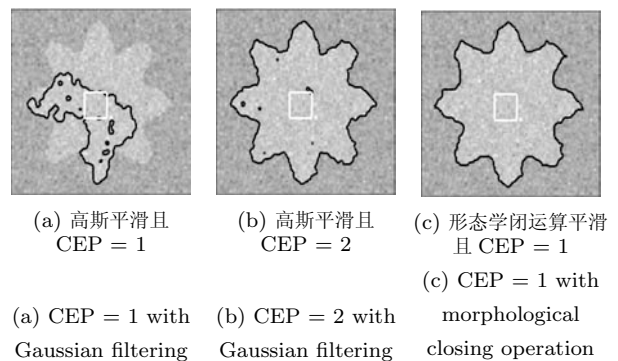 (a) 高斯平滑且
CEP = 1
(b) 高斯平滑且
CEP = 2
(c) 形态学闭运算平滑
且 CEP = 1
(a) CEP = 1 with
Gaussian filtering
(b) CEP = 2 with
Gaussian filtering
(c) CEP = 1 with
morphological
closing operation